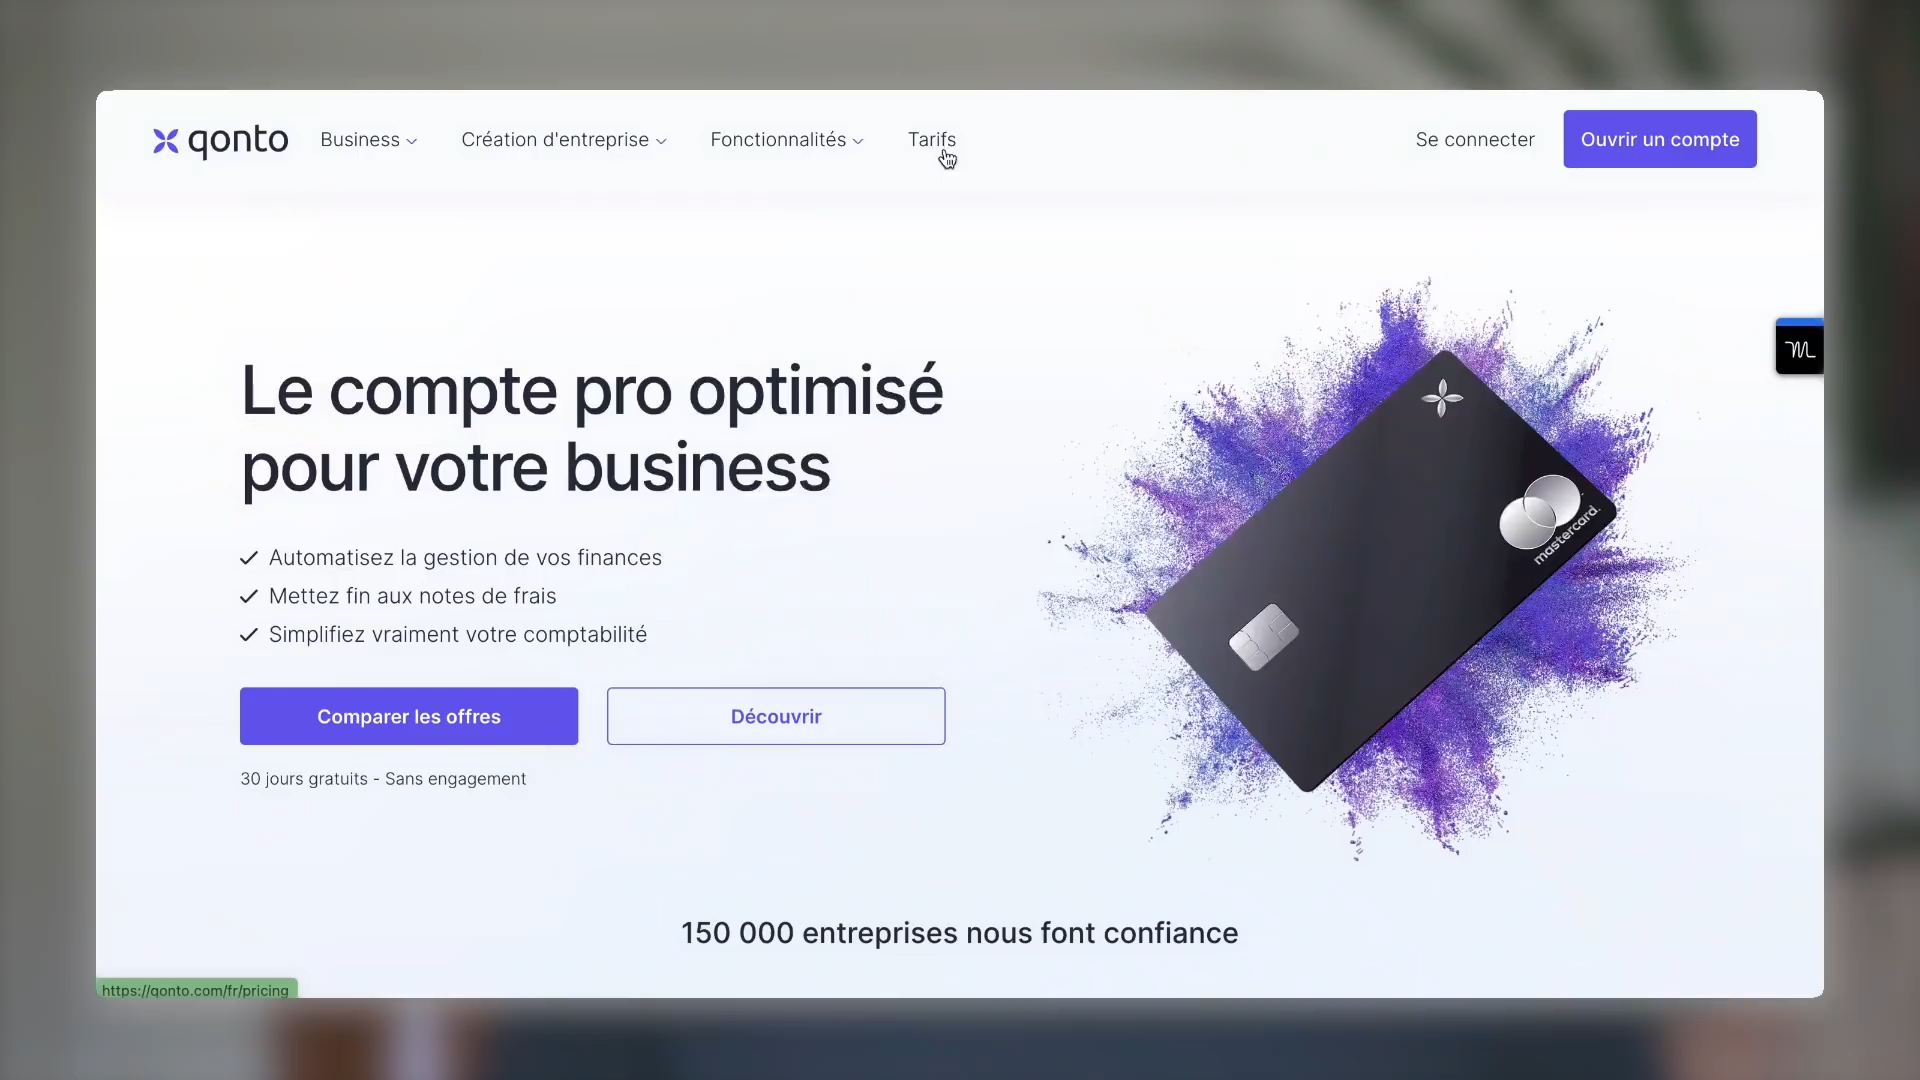 qonto Business Création d'entreprise Fonctionnalités Tarifs Se connecter Ouvrir un compte
Le compte pro optimisé
pour votre business
Automatisez la gestion de vos finances
Mettez fin aux notes de frais
Simplifiez vraiment votre comptabilité
Comparer les offres Découvrir
30 jours gratuits - Sans engagement
mastercard.
150 000 entreprises nous font confiance
https://qonto.com/fr/pricing